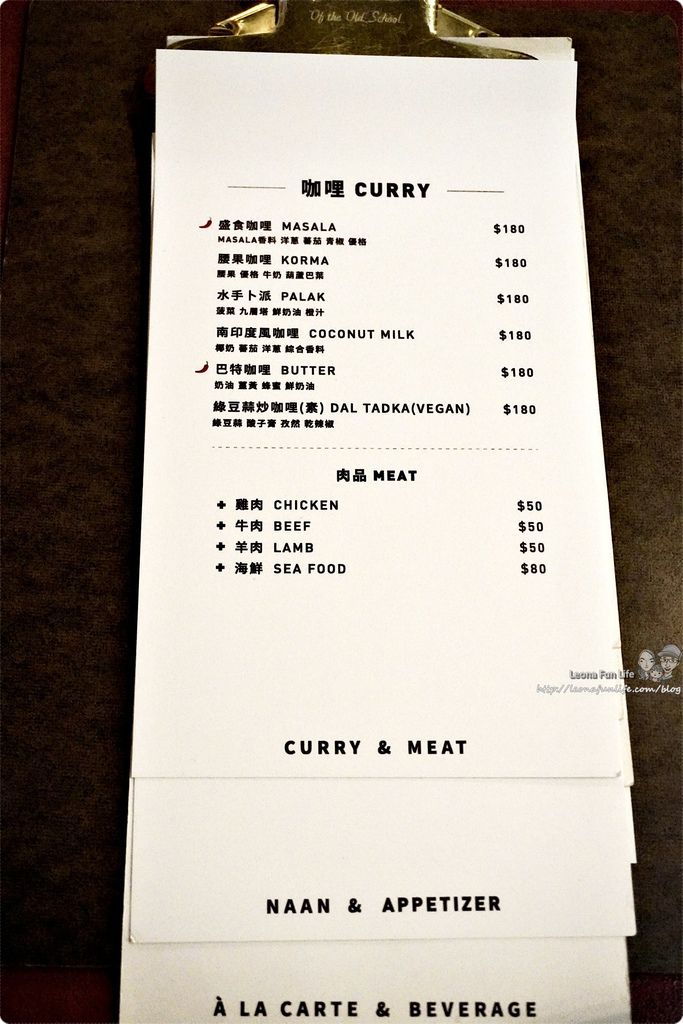 Of the Old School
咖哩 CURRY
盛食咖哩 MASALA $180
MASALA香料 洋蔥 蕃茄 青椒 優格
腰果咖哩 KORMA $180
腰果 優格 牛奶 葫蘆巴葉
水手卜派 PALAK $180
菠菜 九層塔 鮮奶油 橙汁
南印度風咖哩 COCONUT MILK $180
椰奶 蕃茄 洋蔥 綜合香料
巴特咖哩 BUTTER $180
奶油 薑黃 蜂蜜 鮮奶油
綠豆蒜炒咖哩(素) DAL TADKA(VEGAN) $180
綠豆蒜 酸子膏 孜然 乾辣椒
肉品 MEAT
+ 雞肉 CHICKEN $50
+ 牛肉 BEEF $50
+ 羊肉 LAMB $50
+ 海鮮 SEA FOOD $80
Leona Fun Life
http://leonafunlife.com/blog
CURRY & MEAT
NAAN & APPETIZER
À LA CARTE & BEVERAGE